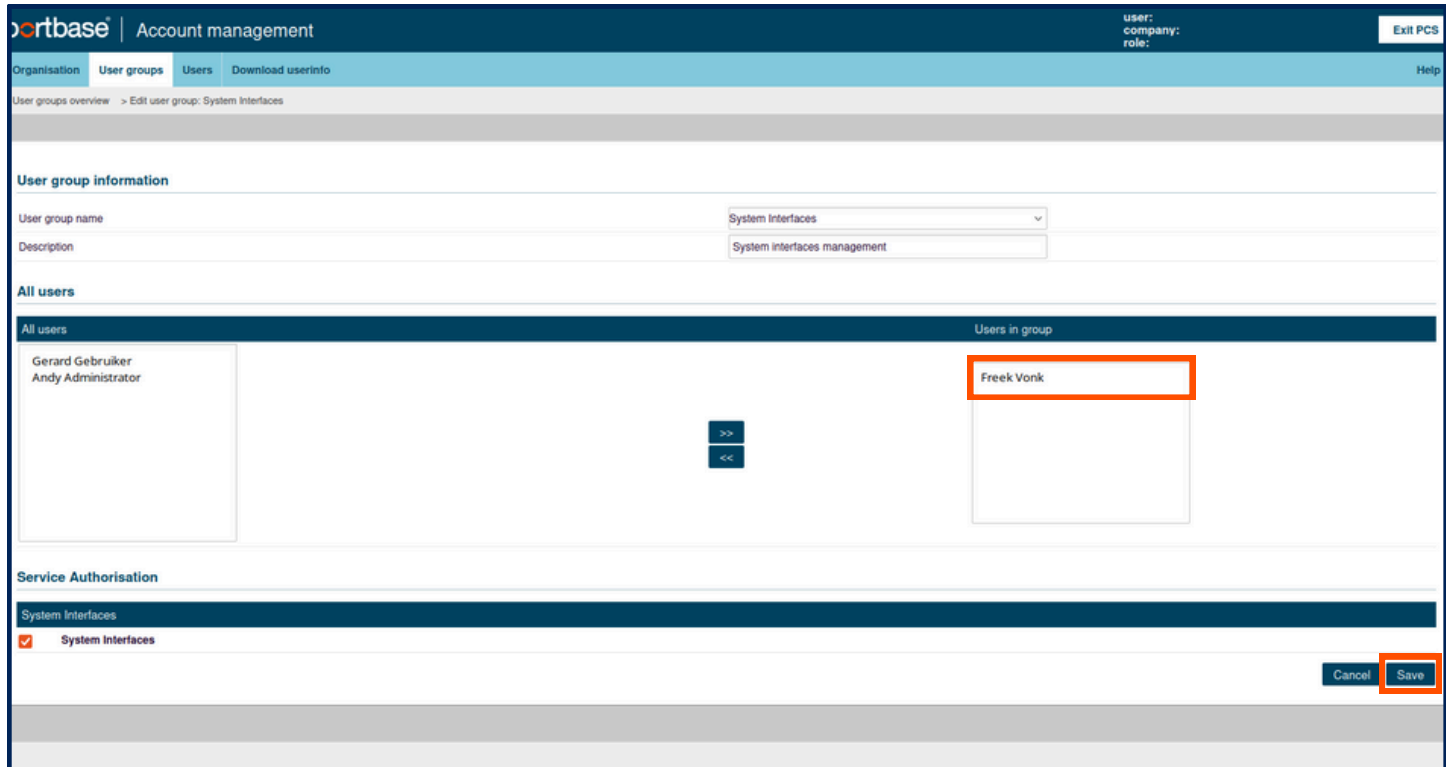 portbase | Account management
user:
company:
role:
Exit PCS
Organisation User groups Users Download userinfo Help
User groups overview > Edit user group: System Interfaces
User group information
User group name System Interfaces
Description System interfaces management
All users
All users Users in group
Gerard Gebruiker
Andy Administrator
Freek Vonk
>>
<<
Service Authorisation
System Interfaces
System Interfaces
Cancel Save